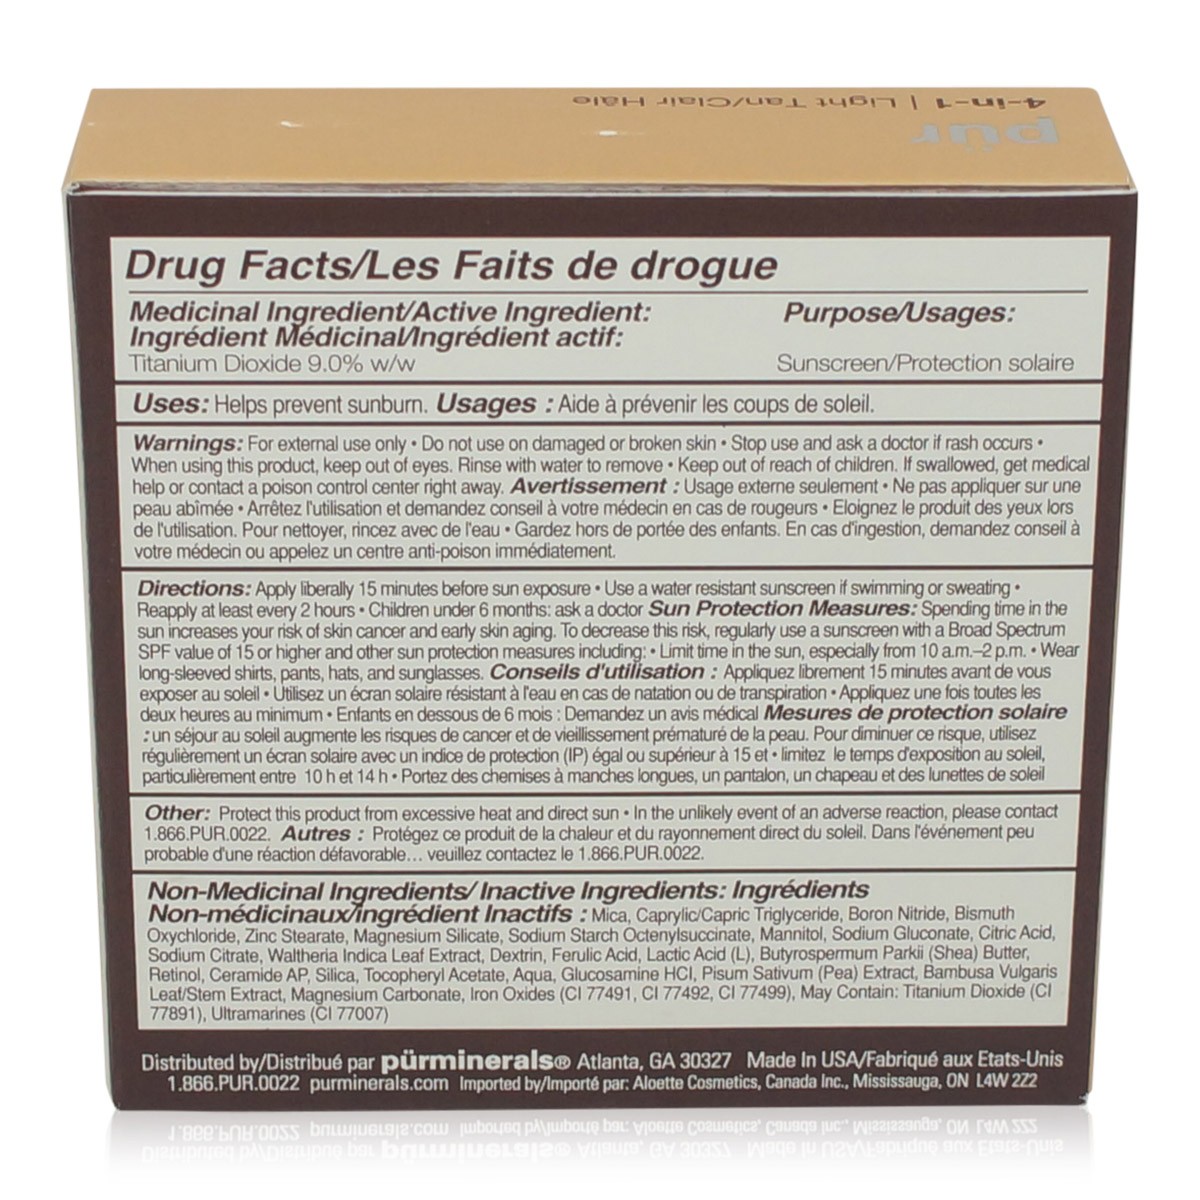 4-in-1 | Light Tan/Clair Hâle
pür
Drug Facts/Les Faits de drogue
Medicinal Ingredient/Active Ingredient: Purpose/Usages:
Ingrédient Médicinal/Ingrédient actif:
Titanium Dioxide 9.0% w/w Sunscreen/Protection solaire
Uses: Helps prevent sunburn. Usages : Aide à prévenir les coups de soleil.
Warnings: For external use only • Do not use on damaged or broken skin • Stop use and ask a doctor if rash occurs •
When using this product, keep out of eyes. Rinse with water to remove • Keep out of reach of children. If swallowed, get medical
help or contact a poison control center right away. Avertissement : Usage externe seulement • Ne pas appliquer sur une
peau abîmée • Arrêtez l'utilisation et demandez conseil à votre médecin en cas de rougeurs • Eloignez le produit des yeux lors
de l'utilisation. Pour nettoyer, rincez avec de l'eau • Gardez hors de portée des enfants. En cas d'ingestion, demandez conseil à
votre médecin ou appelez un centre anti-poison immédiatement.
Directions: Apply liberally 15 minutes before sun exposure • Use a water resistant sunscreen if swimming or sweating •
Reapply at least every 2 hours • Children under 6 months: ask a doctor Sun Protection Measures: Spending time in the
sun increases your risk of skin cancer and early skin aging. To decrease this risk, regularly use a sunscreen with a Broad Spectrum
SPF value of 15 or higher and other sun protection measures including: • Limit time in the sun, especially from 10 a.m.–2 p.m. • Wear
long-sleeved shirts, pants, hats, and sunglasses. Conseils d'utilisation : Appliquez librement 15 minutes avant de vous
exposer au soleil • Utilisez un écran solaire résistant à l'eau en cas de natation ou de transpiration • Appliquez une fois toutes les
deux heures au minimum • Enfants en dessous de 6 mois : Demandez un avis médical Mesures de protection solaire
: un séjour au soleil augmente les risques de cancer et de vieillissement prématuré de la peau. Pour diminuer ce risque, utilisez
régulièrement un écran solaire avec un indice de protection (IP) égal ou supérieur à 15 et • limitez le temps d'exposition au soleil,
particulièrement entre 10 h et 14 h • Portez des chemises à manches longues, un pantalon, un chapeau et des lunettes de soleil
Other: Protect this product from excessive heat and direct sun • In the unlikely event of an adverse reaction, please contact
1.866.PUR.0022. Autres : Protégez ce produit de la chaleur et du rayonnement direct du soleil. Dans l'événement peu
probable d'une réaction défavorable... veuillez contactez le 1.866.PUR.0022.
Non-Medicinal Ingredients/ Inactive Ingredients: Ingrédients
Non-médicinaux/ingrédient Inactifs : Mica, Caprylic/Capric Triglyceride, Boron Nitride, Bismuth
Oxychloride, Zinc Stearate, Magnesium Silicate, Sodium Starch Octenylsuccinate, Mannitol, Sodium Gluconate, Citric Acid,
Sodium Citrate, Waltheria Indica Leaf Extract, Dextrin, Ferulic Acid, Lactic Acid (L), Butyrospermum Parkii (Shea) Butter,
Retinol, Ceramide AP, Silica, Tocopheryl Acetate, Aqua, Glucosamine HCl, Pisum Sativum (Pea) Extract, Bambusa Vulgaris
Leaf/Stem Extract, Magnesium Carbonate, Iron Oxides (CI 77491, CI 77492, CI 77499), May Contain: Titanium Dioxide (CI
77891), Ultramarines (CI 77007)
Distributed by/Distribué par pürminerals® Atlanta, GA 30327 Made In USA/Fabriqué aux Etats-Unis
1.866.PUR.0022 purminerals.com Imported by/Importé par: Aloette Cosmetics, Canada Inc., Mississauga, ON L4W 2Z2